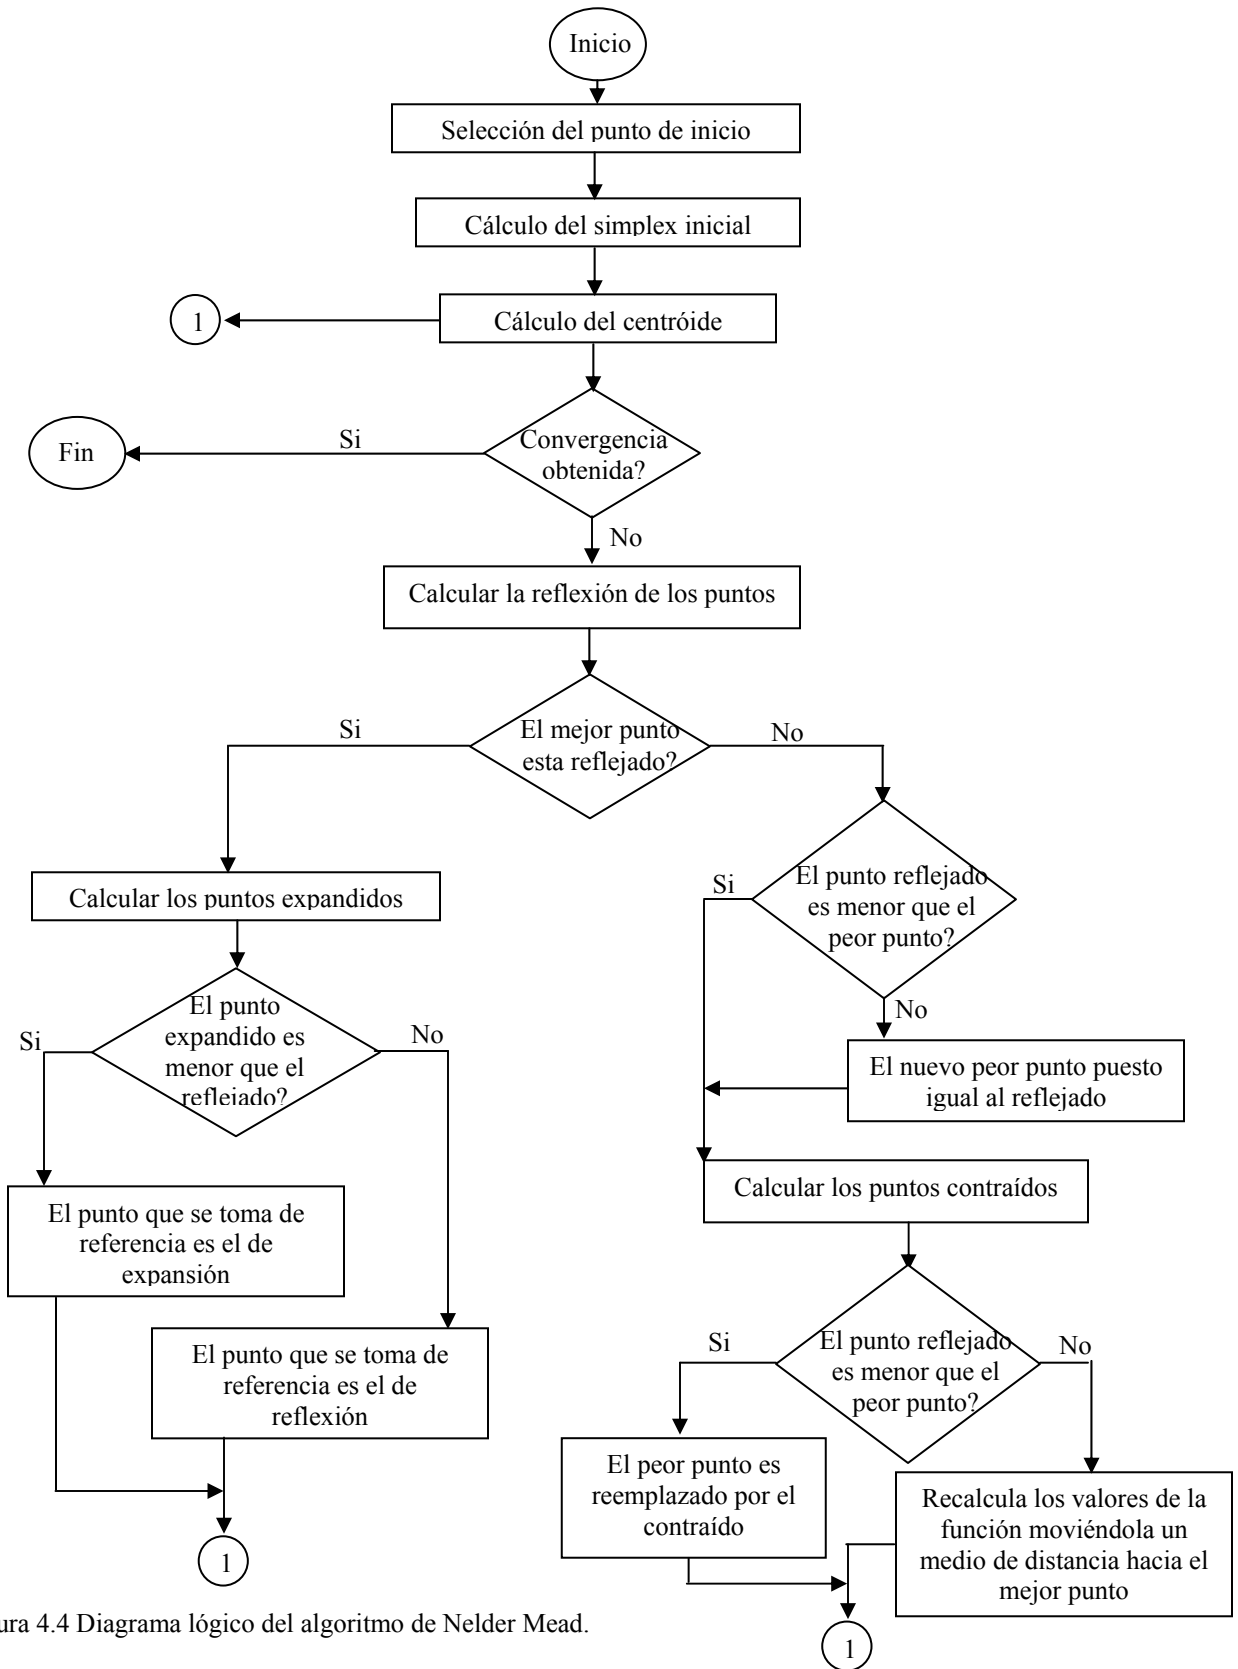 Inicio
Selección del punto de inicio
Cálculo del simplex inicial
1
Cálculo del centróide
Fin
Si
Convergencia
obtenida?
No
Calcular la reflexión de los puntos
Si
El mejor punto
esta reflejado?
No
Calcular los puntos expandidos
Si
El punto reflejado
es menor que el
peor punto?
No
El nuevo peor punto puesto
igual al reflejado
Si
El punto
expandido es
menor que el
reflejado?
No
El punto que se toma de
referencia es el de
expansión
El punto que se toma de
referencia es el de
reflexión
1
Calcular los puntos contraídos
Si
El punto reflejado
es menor que el
peor punto?
No
El peor punto es
reemplazado por el
contraído
Recalcula los valores de la
función moviéndola un
medio de distancia hacia el
mejor punto
1
ura 4.4 Diagrama lógico del algoritmo de Nelder Mead.